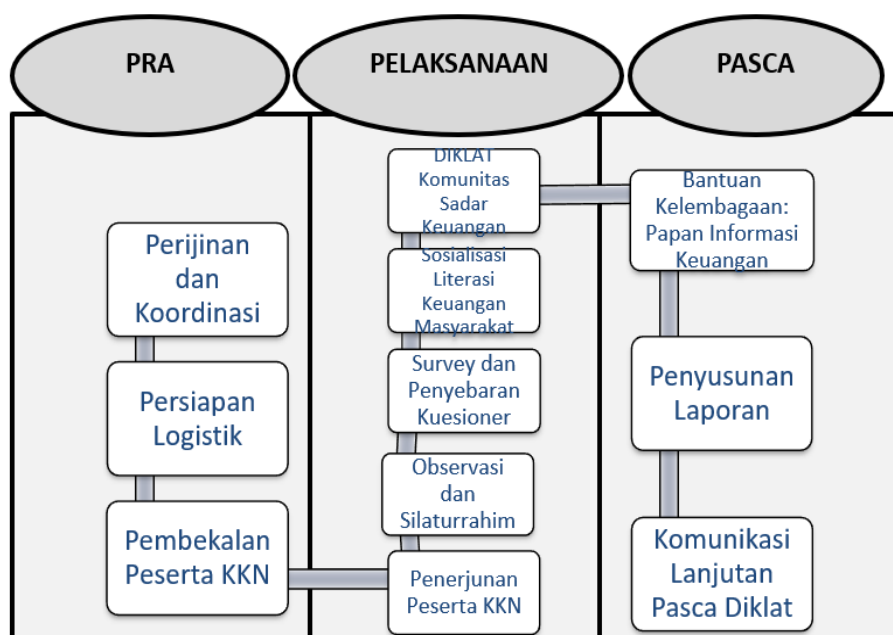 PRA
PELAKSANAAN
PASCA
Perijinan
dan
Koordinasi
Persiapan
Logistik
Pembekalan
Peserta KKN
DIKLAT
Komunitas
Sadar
Keuangan
Sosialisasi
Literasi
Keuangan
Masyarakat
Survey dan
Penyebaran
Kuesioner
Observasi
dan
Silaturrahim
Penerjunan
Peserta KKN
Bantuan
Kelembagaan:
Papan Informasi
Keuangan
Penyusunan
Laporan
Komunikasi
Lanjutan
Pasca Diklat